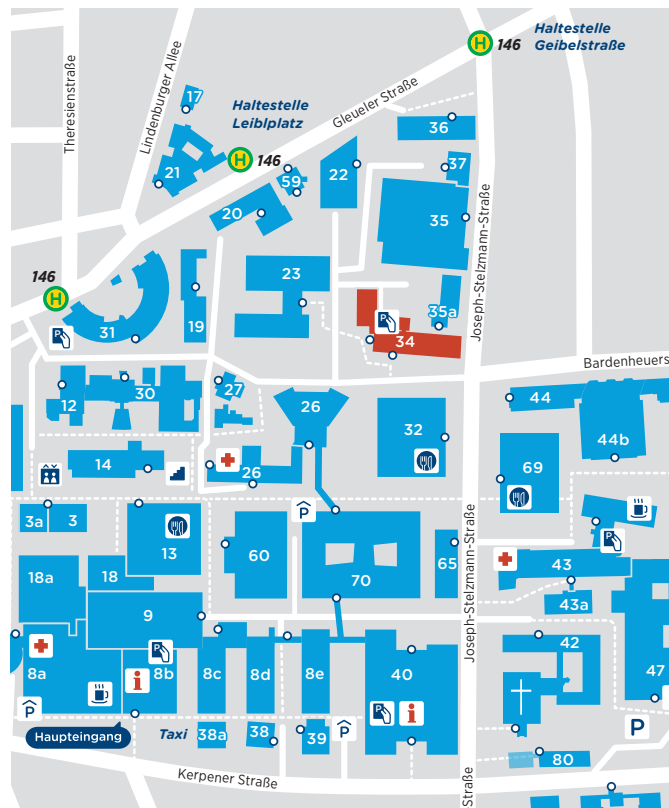 146
Haltestelle
Geibelstraße
Theresienstraße
Lindenburger Allee
17
Haltestelle
Leiblplatz
Gleueler Straße
H
H
146
36
37
21
59
22
20
35
Joseph-Stelzmann-Straße
146
H
23
31
19
P
35a
P
34
Bardenheuers
12
30
27
26
44
44b
32
14
26
69
P
3a
3
13
60
70
65
P
43
18a
18
43a
9
42
8a
8b
8c
8d
8e
40
47
P
i
P
i
P
P
P
Haupteingang
Taxi
38a
38
39
80
Kerpener Straße
Joseph-Stelzmann-Straße
Straße